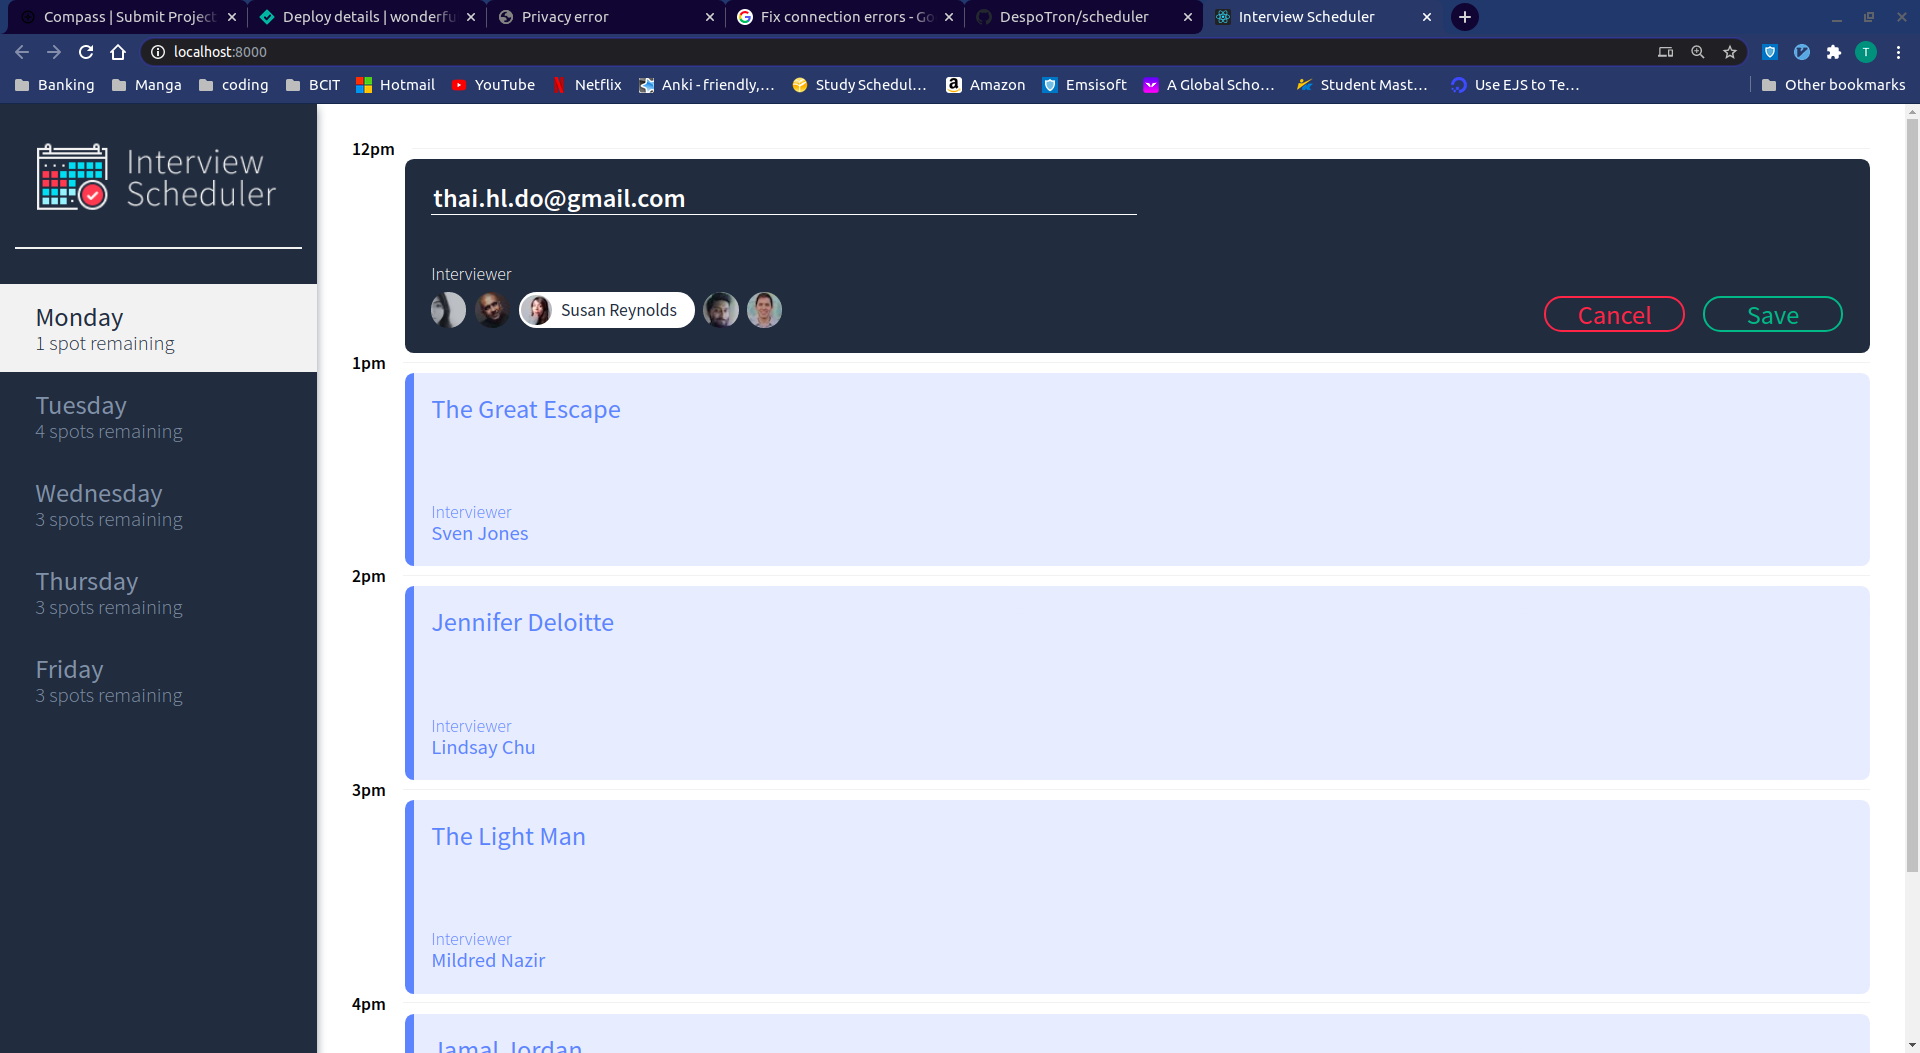 Compass | Submit Project
Deploy details | wonderfu
Privacy error
Fix connection errors - Go
DespoTron/scheduler
Interview Scheduler
localhost:8000
T
Banking
Manga
coding
BCIT
Hotmail
YouTube
Netflix
Anki - friendly,...
Study Schedul...
Amazon
Emsisoft
A Global Scho...
Student Mast...
Use EJS to Te...
Other bookmarks
Interview
Scheduler
Monday
1 spot remaining
Tuesday
4 spots remaining
Wednesday
3 spots remaining
Thursday
3 spots remaining
Friday
3 spots remaining
12pm
thai.hl.do@gmail.com
Interviewer
Susan Reynolds
Cancel
Save
1pm
The Great Escape
Interviewer
Sven Jones
2pm
Jennifer Deloitte
Interviewer
Lindsay Chu
3pm
The Light Man
Interviewer
Mildred Nazir
4pm
Jamal Jordan